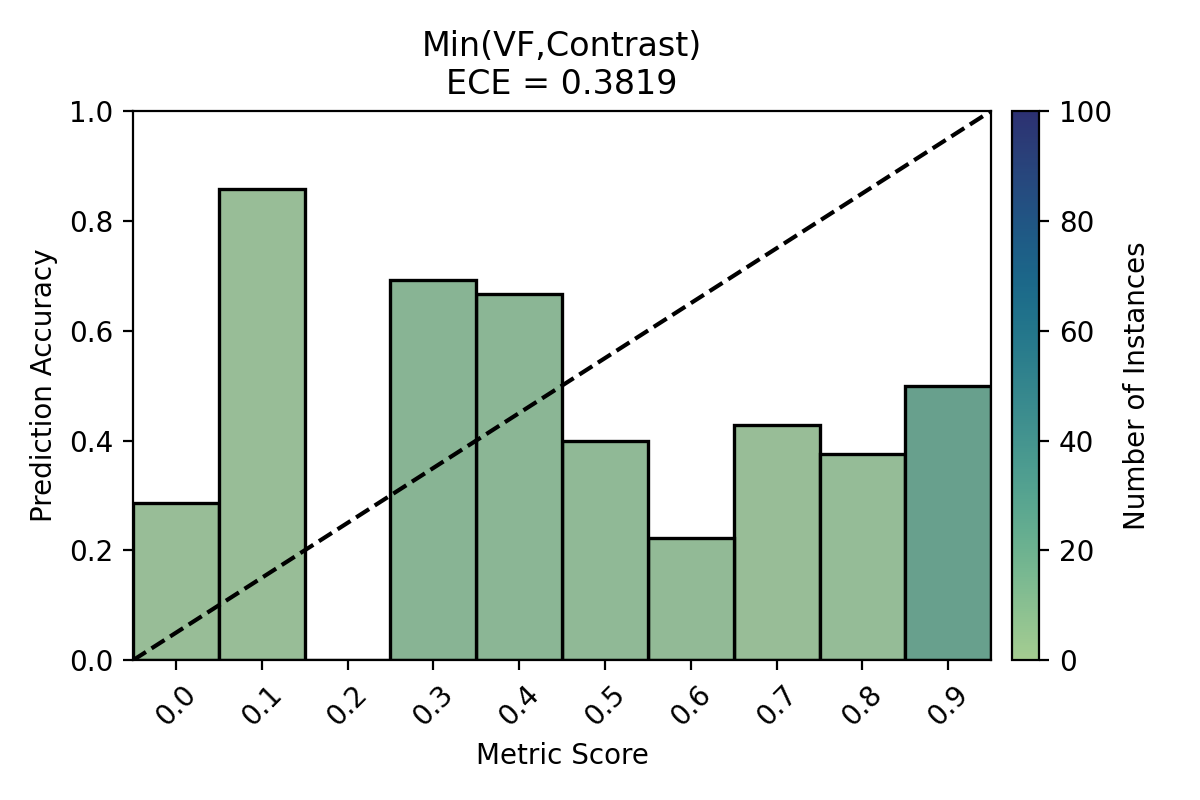 Min(VF,Contrast)
ECE = 0.3819
1.0
0.8
0.6
0.4
0.2
0.0
Prediction Accuracy
0.0 0.1 0.2 0.3 0.4 0.5 0.6 0.7 0.8 0.9
Metric Score
100
80
60
40
20
0
Number of Instances